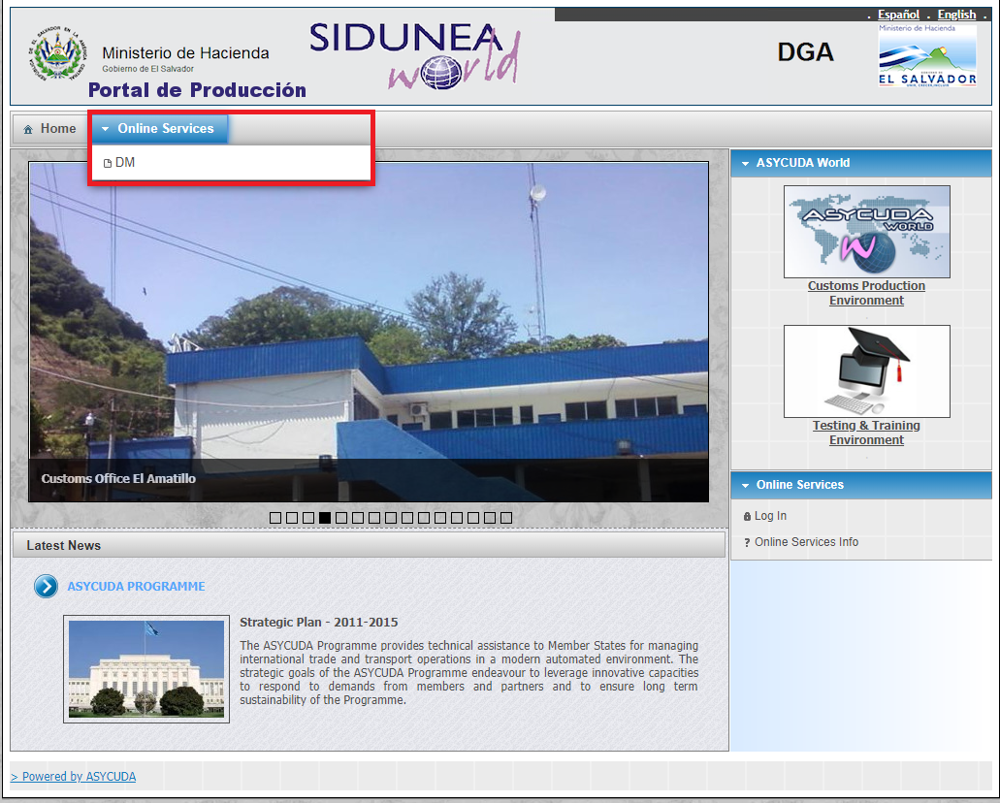 . Español . English .
SIDUNEA
world
Ministerio de Hacienda
Gobierno de El Salvador
Portal de Producción
DGA
Ministerio de Hacienda
GOBIERNO DE
EL SALVADOR
UNIR, CRECER, INCLUIR
Home
Online Services
DM
Customs Office El Amatillo
ASYCUDA World
ASYCUDA
WORLD
W
Customs Production
Environment
Testing & Training
Environment
Online Services
Log In
? Online Services Info
Latest News
ASYCUDA PROGRAMME
Strategic Plan - 2011-2015
The ASYCUDA Programme provides technical assistance to Member States for managing
international trade and transport operations in a modern automated environment. The
strategic goals of the ASYCUDA Programme endeavour to leverage innovative capacities
to respond to demands from members and partners and to ensure long term
sustainability of the Programme.
> Powered by ASYCUDA